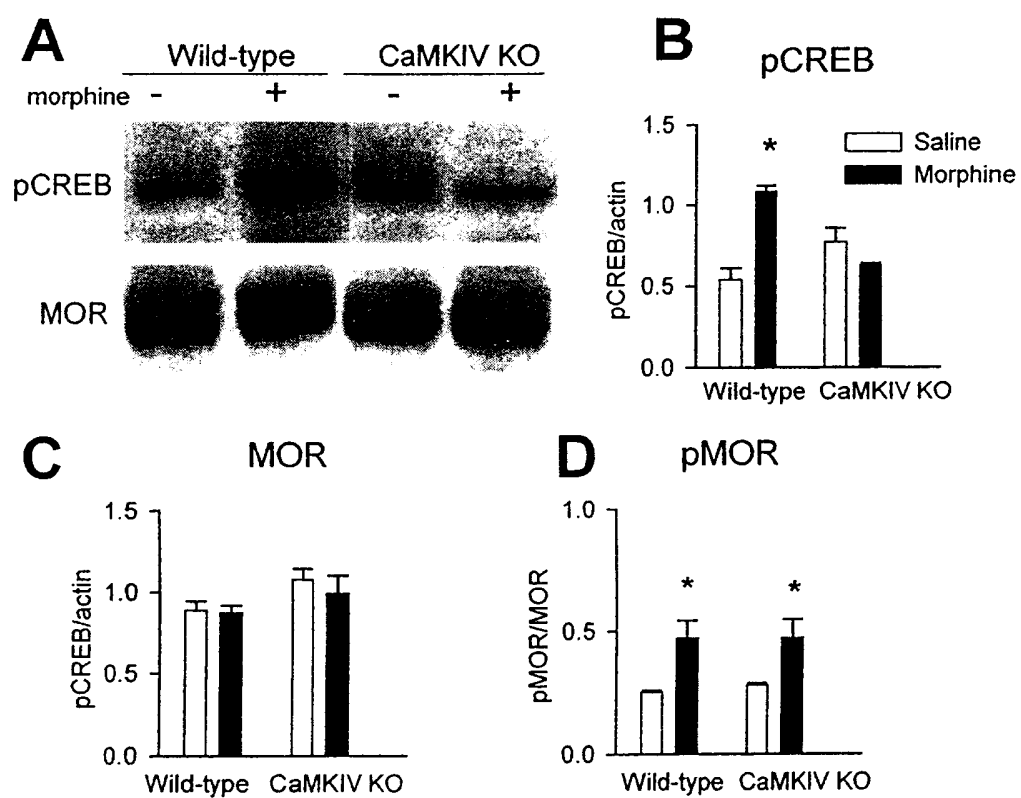 A
Wild-type CaMKIV KO
morphine - + - +
pCREB
MOR
B
pCREB
Saline
Morphine
1.5
1.0
0.5
0.0
pCREB/actin
*
Wild-type CaMKIV KO
C
MOR
1.5
1.0
0.5
0.0
pCREB/actin
Wild-type CaMKIV KO
D
pMOR
1.0
0.5
0.0
pMOR/MOR
* *
Wild-type CaMKIV KO